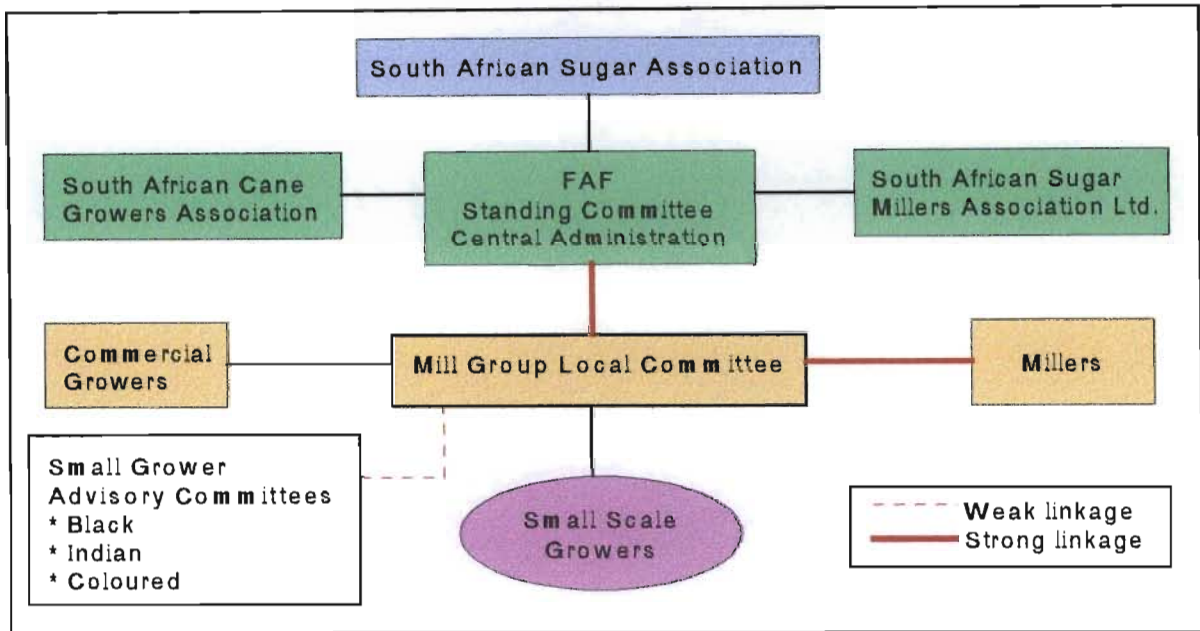 South African Sugar Association
South African Cane
Growers Association
FAF
Standing Committee
Central Administration
South African Sugar
Millers Association Ltd.
Commercial
Growers
Mill Group Local Committee
Millers
Small Grower
Advisory Committees
* Black
* Indian
* Coloured
Small Scale
Growers
Weak linkage
Strong linkage